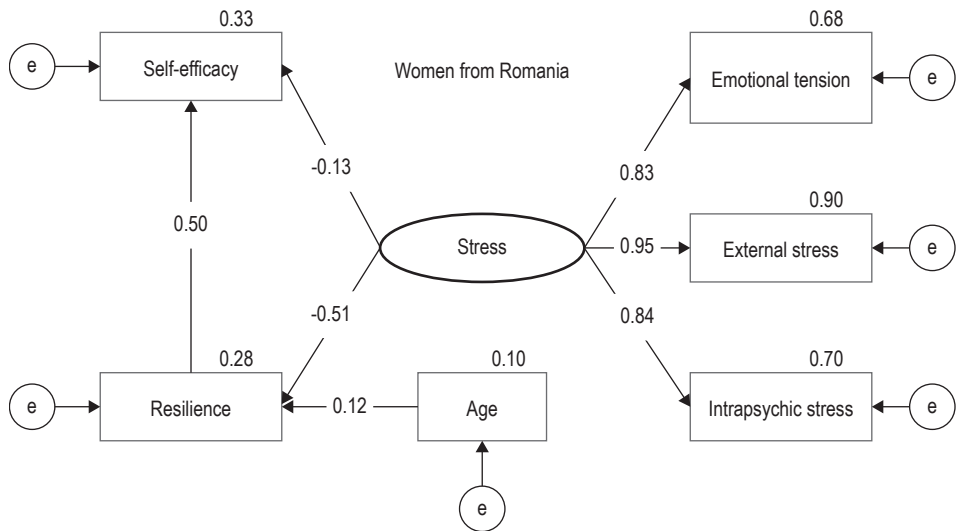 0.33
0.68
e
Self-efficacy
Women from Romania
Emotional tension
e
-0.13
0.83
0.50
0.90
Stress
0.95
External stress
e
-0.51
0.84
0.28
0.10
0.70
e
Resilience
0.12
Age
Intrapsychic stress
e
e